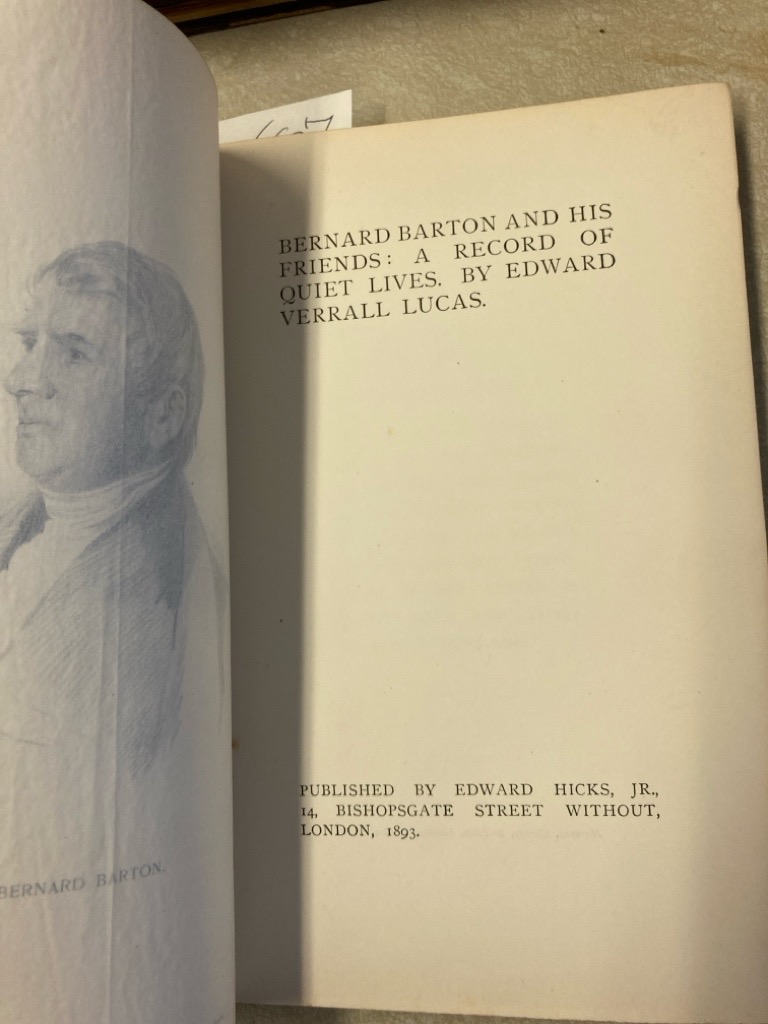 BERNARD BARTON.
BERNARD BARTON AND HIS
FRIENDS: A RECORD OF
QUIET LIVES. BY EDWARD
VERRALL LUCAS.
PUBLISHED BY EDWARD HICKS, JR.,
14, BISHOPSGATE STREET WITHOUT,
LONDON, 1893.